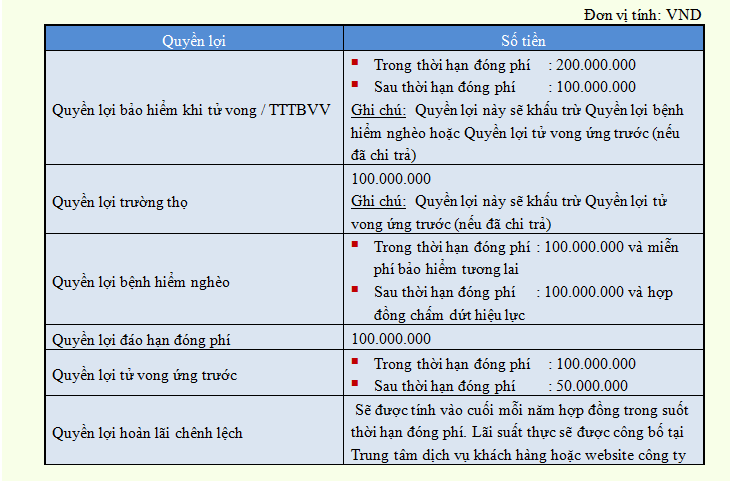 Đơn vị tính: VND
Quyền lợi
Số tiền
Quyền lợi bảo hiểm khi tử vong / TTTBVV
▪ Trong thời hạn đóng phí : 200.000.000
▪ Sau thời hạn đóng phí : 100.000.000
Ghi chú: Quyền lợi này sẽ khấu trừ Quyền lợi bệnh
hiểm nghèo hoặc Quyền lợi tử vong ứng trước (nếu
đã chi trả)
Quyền lợi trường thọ
100.000.000
Ghi chú: Quyền lợi này sẽ khấu trừ Quyền lợi tử
vong ứng trước (nếu đã chi trả)
Quyền lợi bệnh hiểm nghèo
▪ Trong thời hạn đóng phí : 100.000.000 và miễn
phí bảo hiểm tương lai
▪ Sau thời hạn đóng phí : 100.000.000 và hợp
đồng chấm dứt hiệu lực
Quyền lợi đáo hạn đóng phí
100.000.000
Quyền lợi tử vong ứng trước
▪ Trong thời hạn đóng phí : 100.000.000
▪ Sau thời hạn đóng phí : 50.000.000
Quyền lợi hoàn lãi chênh lệch
Sẽ được tính vào cuối mỗi năm hợp đồng trong suốt
thời hạn đóng phí. Lãi suất thực sẽ được công bố tại
Trung tâm dịch vụ khách hàng hoặc website công ty